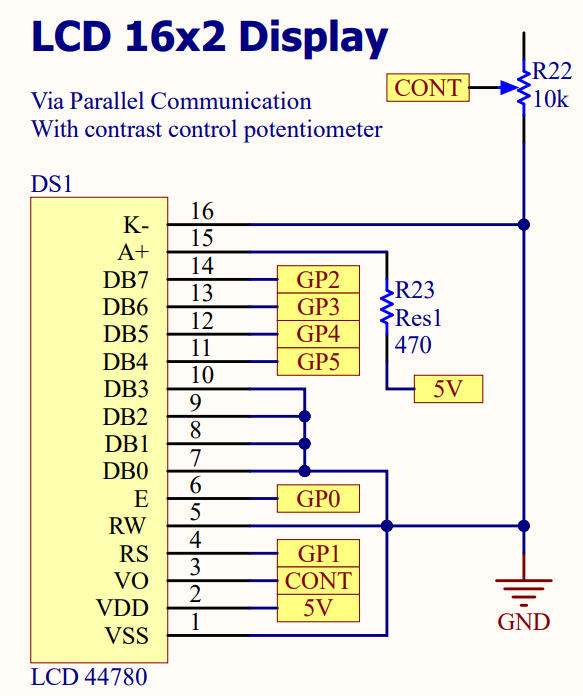 LCD 16x2 Display
Via Parallel Communication
With contrast control potentiometer
CONT
R22
10k
DS1
K- 16
A+ 15
DB7 14 GP2
DB6 13 GP3
DB5 12 GP4
DB4 11 GP5
DB3 10
DB2 9
DB1 8
DB0 7
E 6 GP0
RW 5
RS 4 GP1
VO 3 CONT
VDD 2 5V
VSS 1
R23
Res1
470
5V
GND
LCD 44780